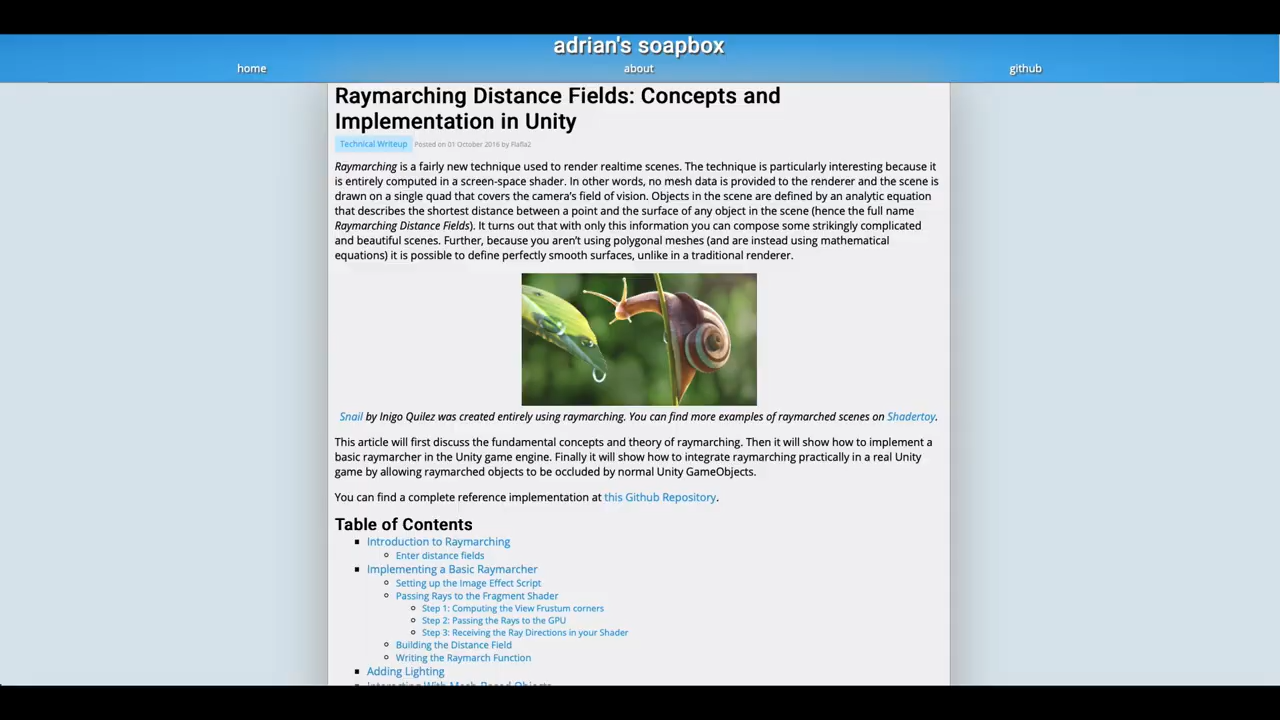 adrian's soapbox
home about github
Raymarching Distance Fields: Concepts and
Implementation in Unity
Technical Writeup Posted on 01 October 2016 by Flafla2
Raymarching is a fairly new technique used to render realtime scenes. The technique is particularly interesting because it
is entirely computed in a screen-space shader. In other words, no mesh data is provided to the renderer and the scene is
drawn on a single quad that covers the camera's field of vision. Objects in the scene are defined by an analytic equation
that describes the shortest distance between a point and the surface of any object in the scene (hence the full name
Raymarching Distance Fields). It turns out that with only this information you can compose some strikingly complicated
and beautiful scenes. Further, because you aren't using polygonal meshes (and are instead using mathematical
equations) it is possible to define perfectly smooth surfaces, unlike in a traditional renderer.
Snail by Inigo Quilez was created entirely using raymarching. You can find more examples of raymarched scenes on Shadertoy.
This article will first discuss the fundamental concepts and theory of raymarching. Then it will show how to implement a
basic raymarcher in the Unity game engine. Finally it will show how to integrate raymarching practically in a real Unity
game by allowing raymarched objects to be occluded by normal Unity GameObjects.
You can find a complete reference implementation at this Github Repository.
Table of Contents
Introduction to Raymarching
Enter distance fields
Implementing a Basic Raymarcher
Setting up the Image Effect Script
Passing Rays to the Fragment Shader
Step 1: Computing the View Frustum corners
Step 2: Passing the Rays to the GPU
Step 3: Receiving the Ray Directions in your Shader
Building the Distance Field
Writing the Raymarch Function
Adding Lighting
Interacting With Mesh-Based Objects